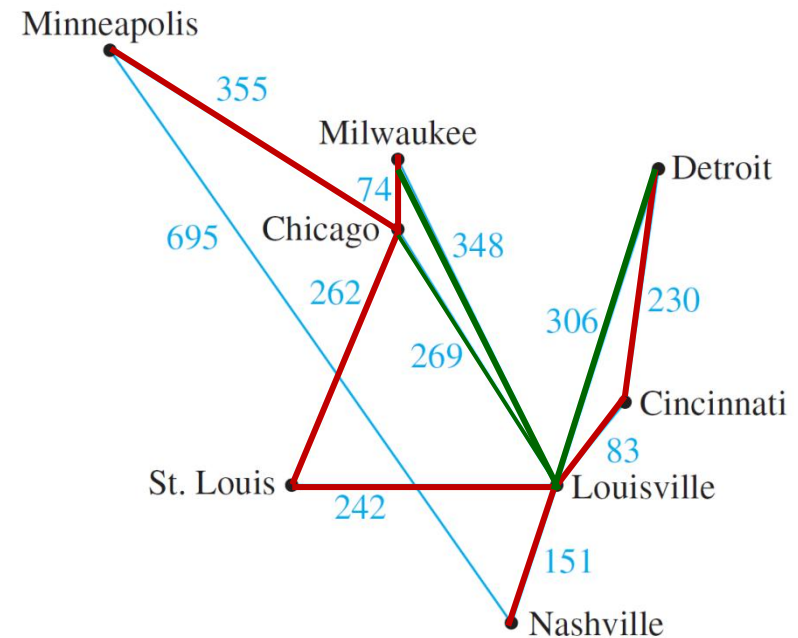 Minneapolis
355
Milwaukee
Detroit
74
695
Chicago
348
262
230
306
269
Cincinnati
83
St. Louis
Louisville
242
151
Nashville